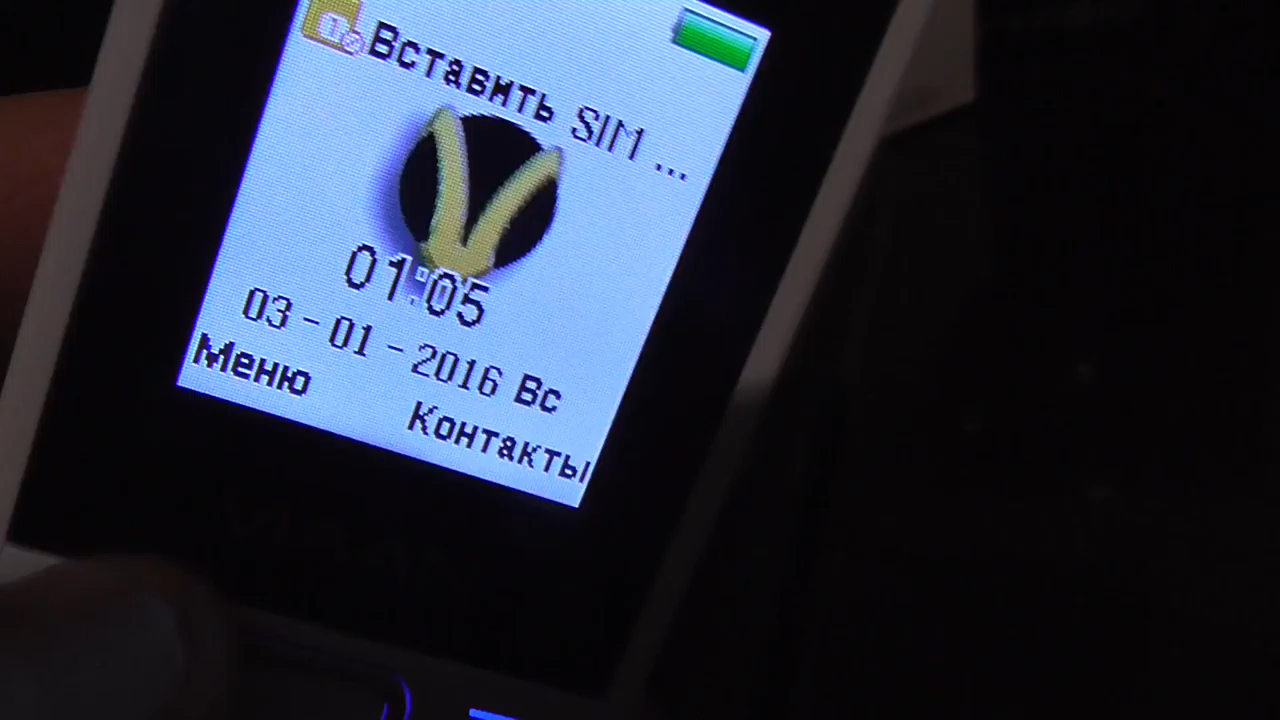 Вставить SIM ...
01:05
03-01-2016 Вс
Меню
Контакты